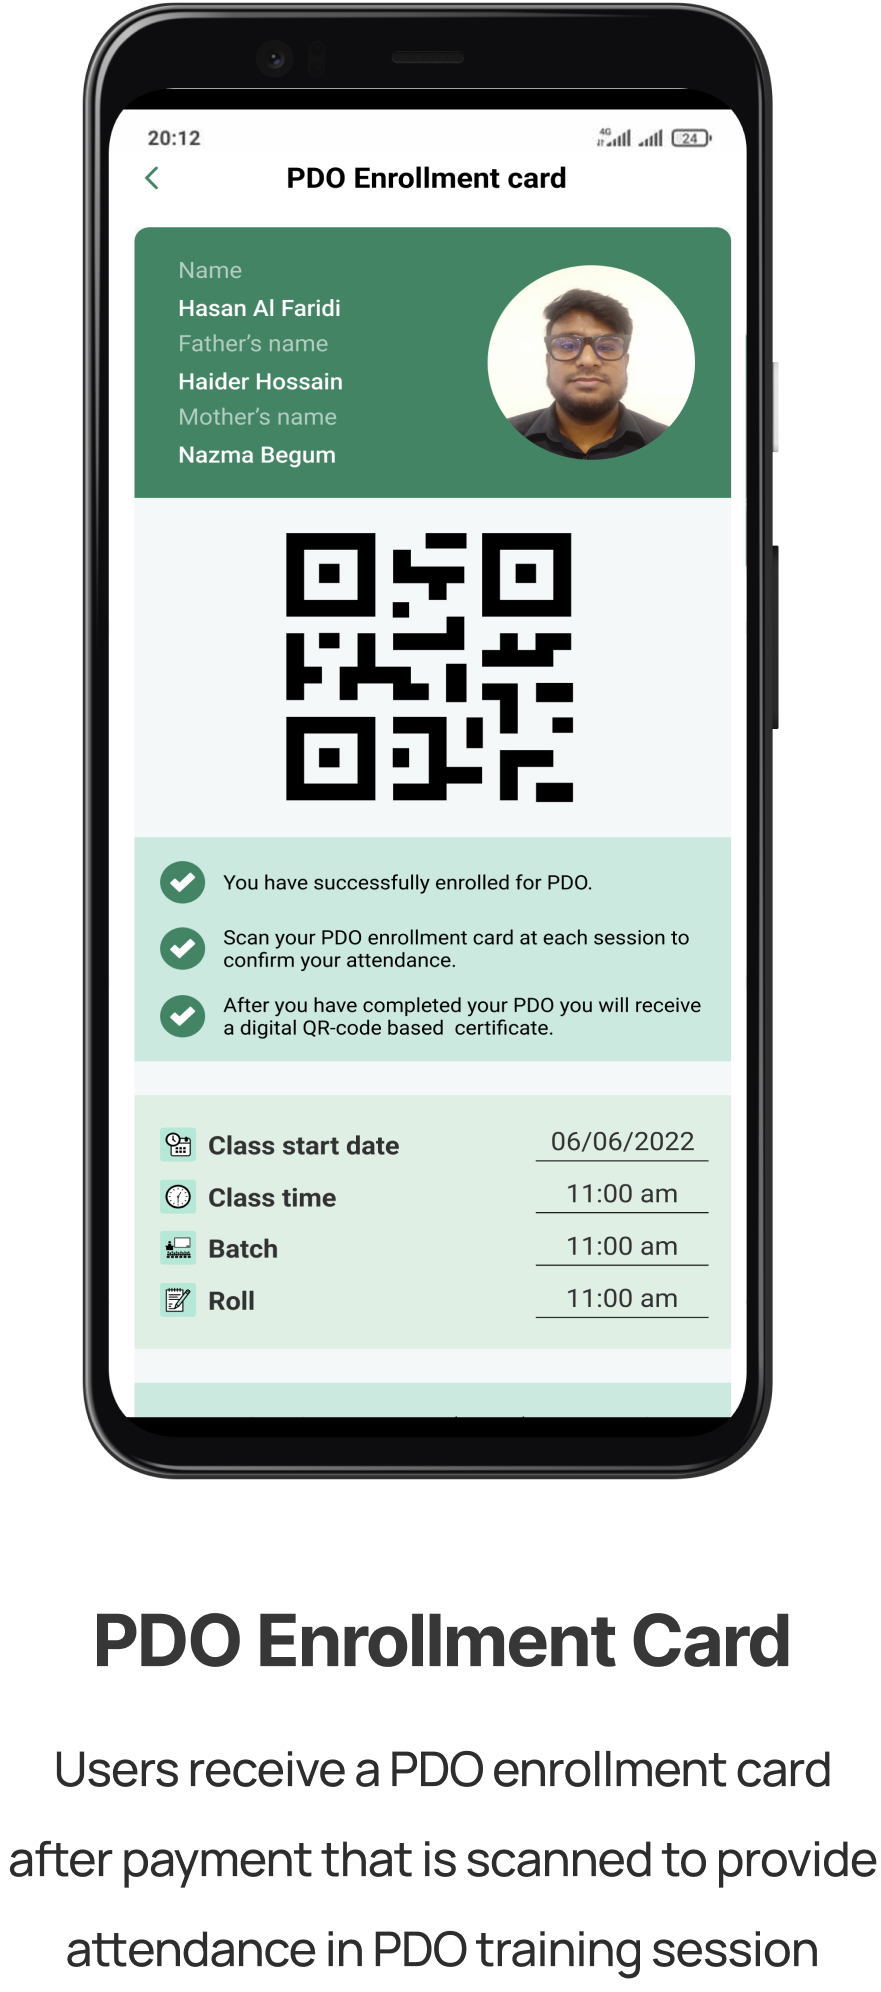 20:12
4G
24
PDO Enrollment card
Name
Hasan Al Faridi
Father’s name
Haider Hossain
Mother’s name
Nazma Begum
You have successfully enrolled for PDO.
Scan your PDO enrollment card at each session to
confirm your attendance.
After you have completed your PDO you will receive
a digital QR-code based  certificate.
Class start date
06/06/2022
Class time
11:00 am
Batch
11:00 am
Roll
11:00 am
PDO Enrollment Card
Users receive a PDO enrollment card
after payment that is scanned to provide
attendance in PDO training session